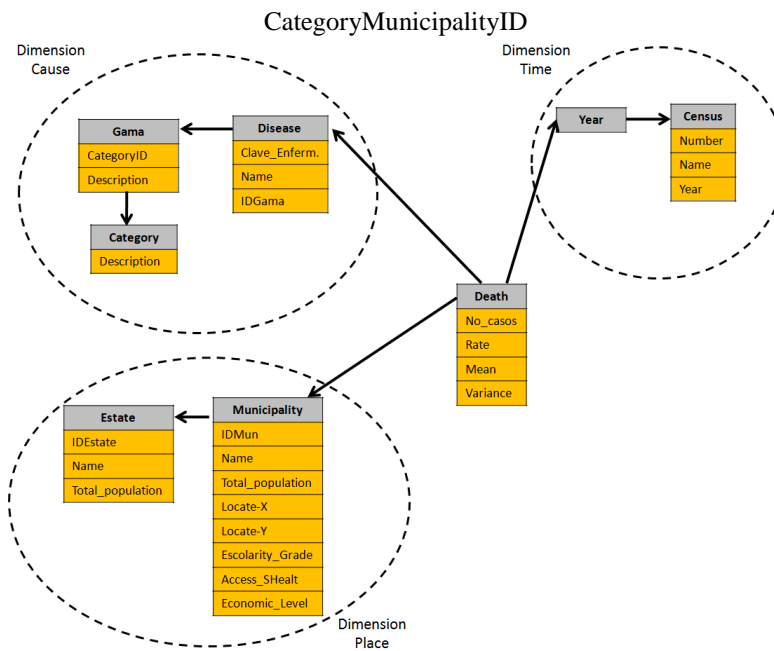 CategoryMunicipalityID
Dimension
Cause
Dimension
Time
Gama
CategoryID
Description
Disease
Clave_Enferm.
Name
IDGama
Category
Description
Year
Census
Number
Name
Year
Death
No_casos
Rate
Mean
Variance
Estate
IDEstate
Name
Total_population
Municipality
IDMun
Name
Total_population
Locate-X
Locate-Y
Escolarity_Grade
Access_SHealt
Economic_Level
Dimension
Place